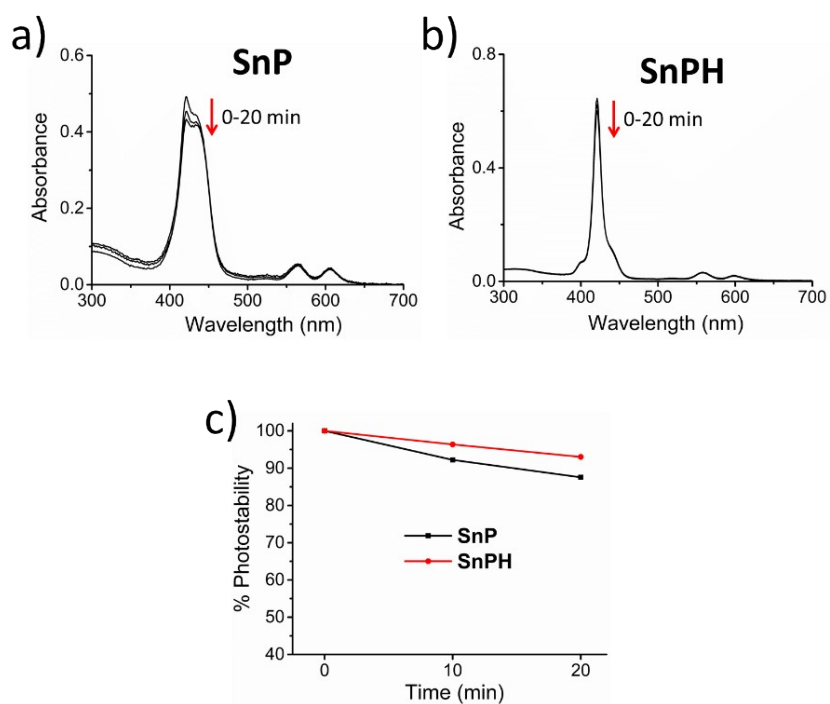 a)
SnP
0-20 min
Absorbance
0.6
0.4
0.2
0.0
300 400 500 600 700
Wavelength (nm)
b)
SnPH
0-20 min
Absorbance
0.8
0.4
0.0
300 400 500 600 700
Wavelength (nm)
c)
% Photostability
100
90
80
70
60
50
40
SnP
SnPH
0 10 20
Time (min)